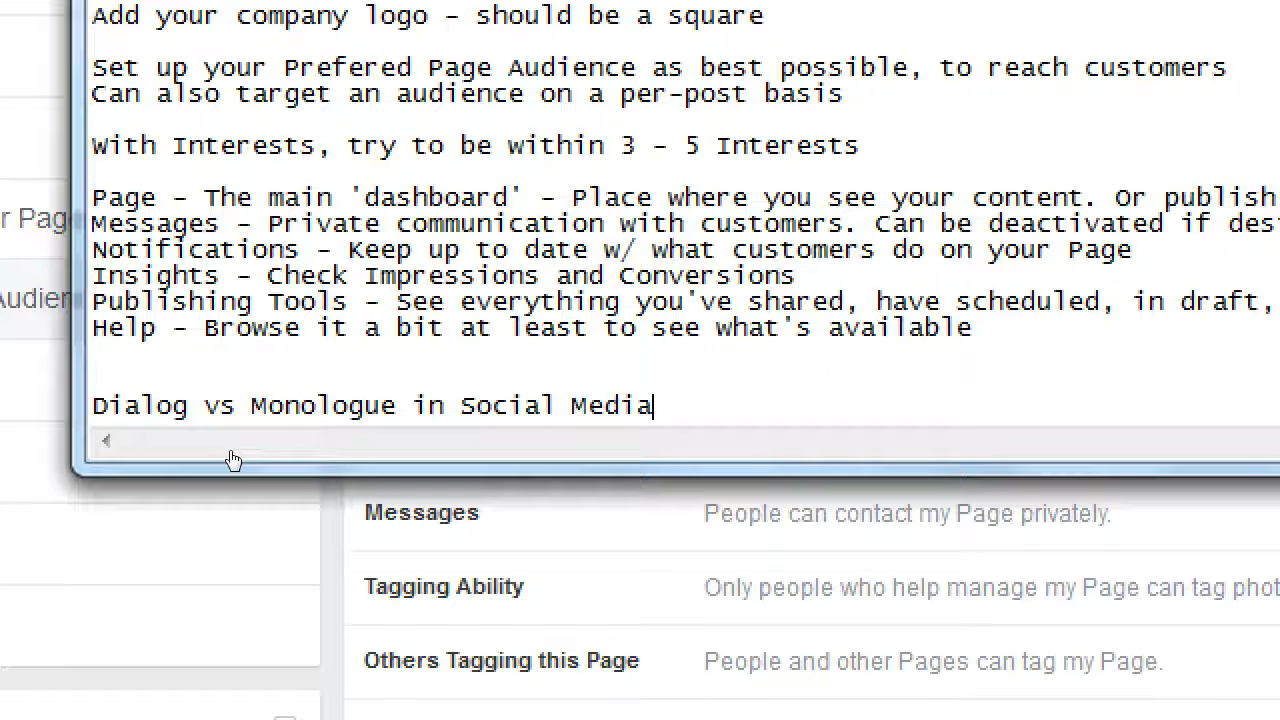 Add your company logo - should be a square
Set up your Prefered Page Audience as best possible, to reach customers
Can also target an audience on a per-post basis
With Interests, try to be within 3 - 5 Interests
Page - The main 'dashboard' - Place where you see your content. Or publish
Messages - Private communication with customers. Can be deactivated if des
Notifications - Keep up to date w/ what customers do on your Page
Insights - Check Impressions and Conversions
Publishing Tools - See everything you've shared, have scheduled, in draft,
Help - Browse it a bit at least to see what's available
Dialog vs Monologue in Social Media
r Page
Audien
Messages People can contact my Page privately.
Tagging Ability Only people who help manage my Page can tag phot
Others Tagging this Page People and other Pages can tag my Page.